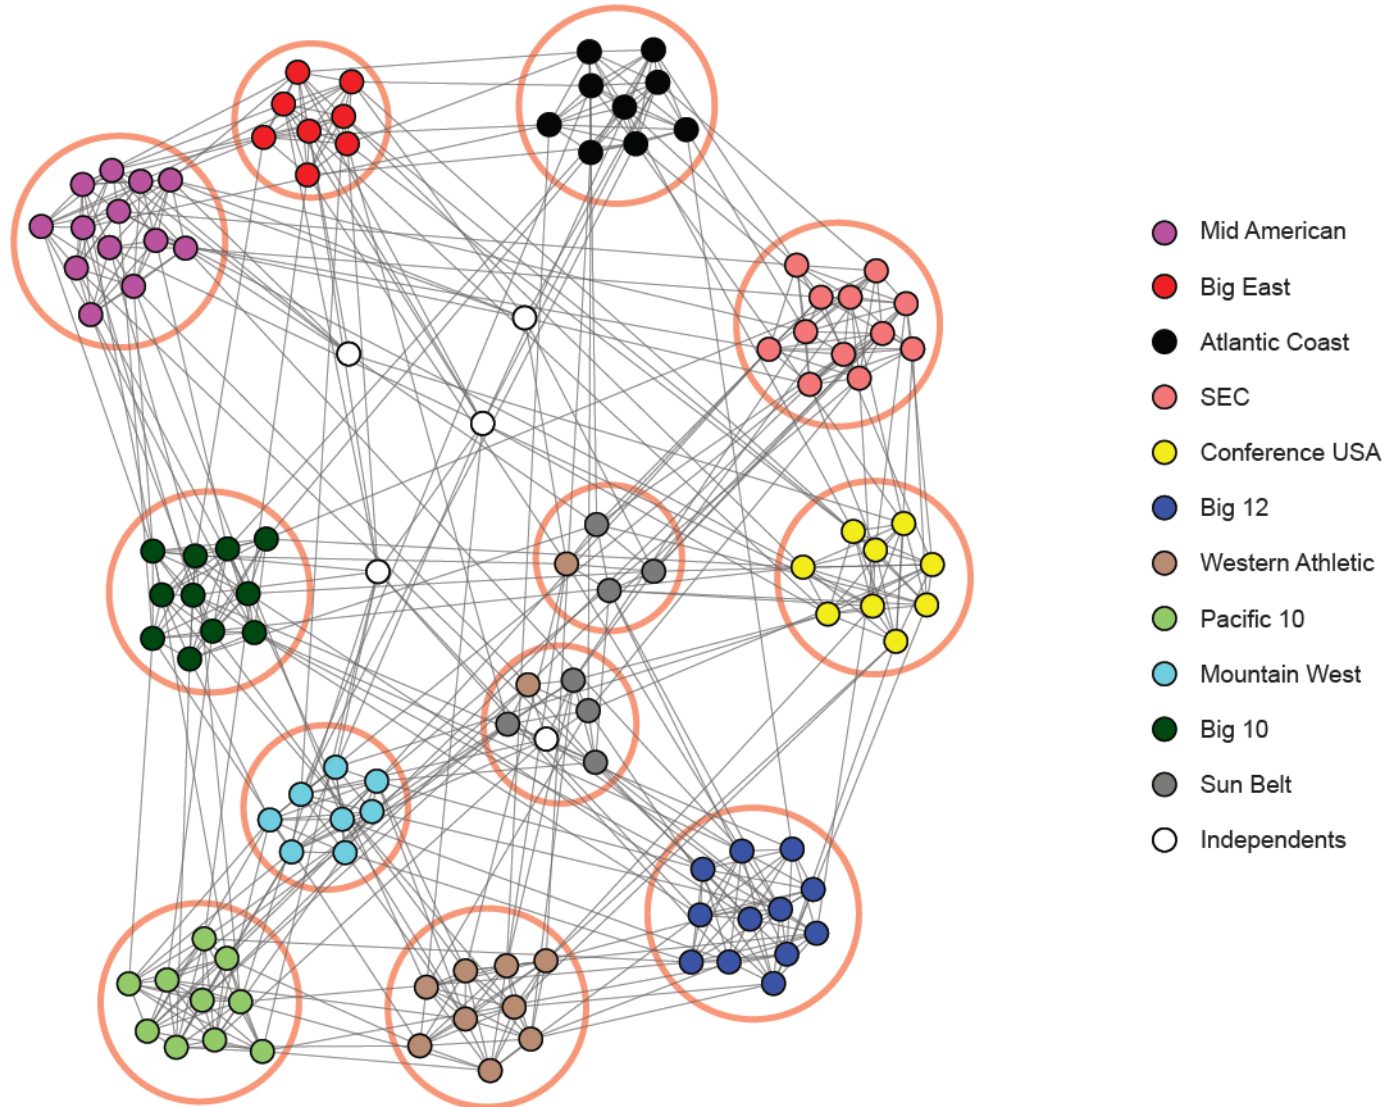 Mid American
Big East
Atlantic Coast
SEC
Conference USA
Big 12
Western Athletic
Pacific 10
Mountain West
Big 10
Sun Belt
Independents